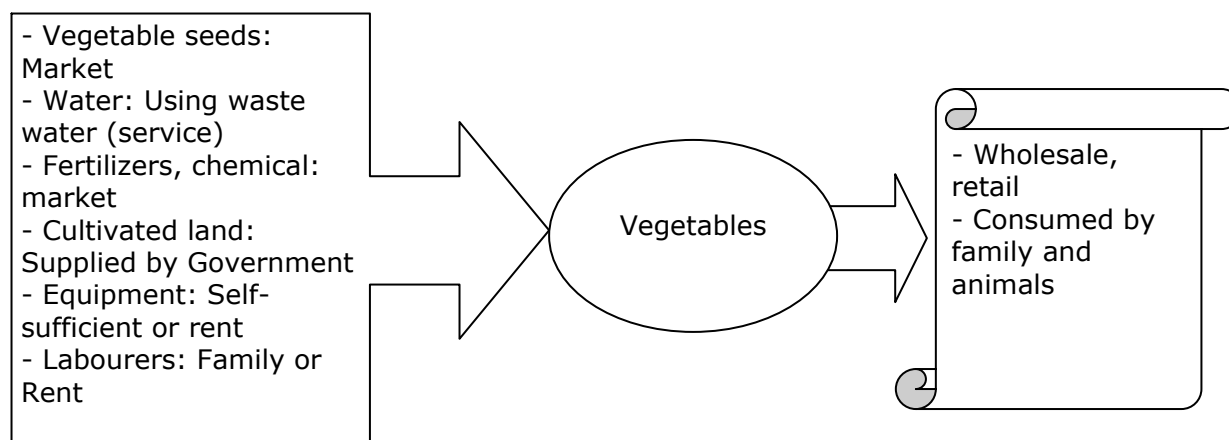 - Vegetable seeds:
Market
- Water: Using waste
water (service)
- Fertilizers, chemical:
market
- Cultivated land:
Supplied by Government
- Equipment: Self-
sufficient or rent
- Labourers: Family or
Rent
Vegetables
- Wholesale,
retail
- Consumed by
family and
animals